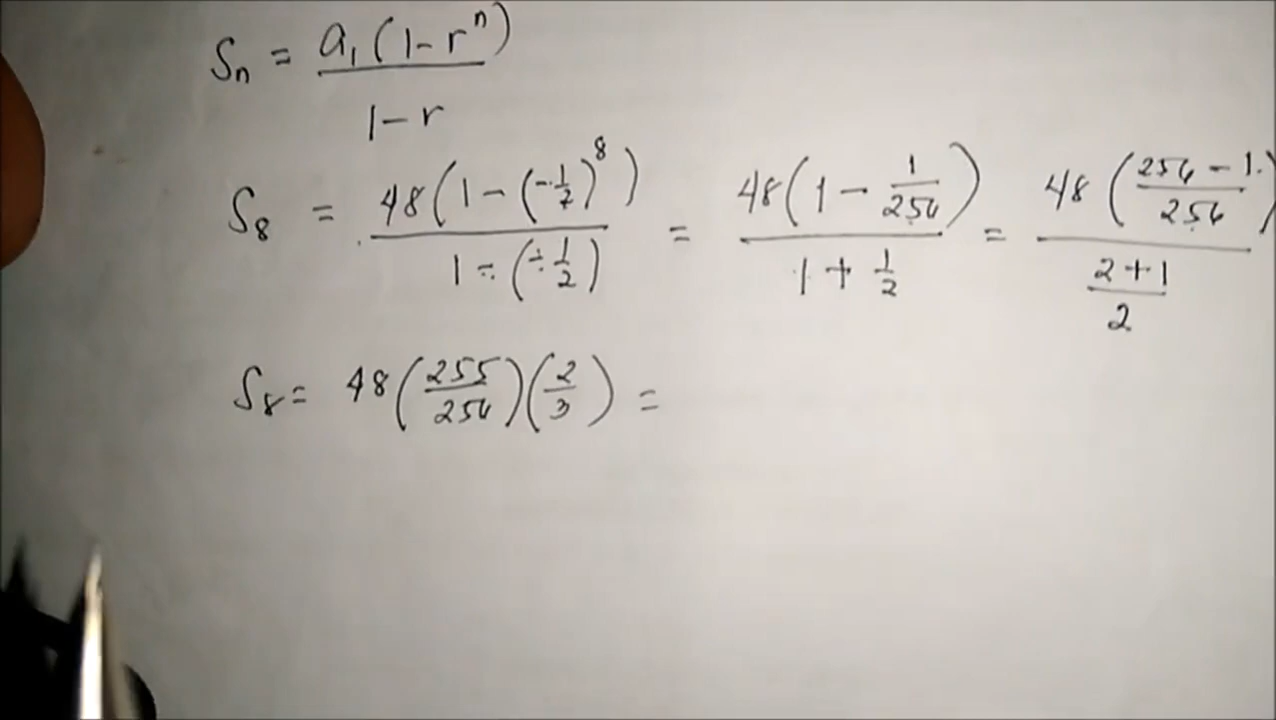 Sn = a₁(1-rⁿ) / 1-r
S₈ = 48(1-(-1/2)⁸) / 1-(-1/2) = 48(1 - 1/256) / 1 + 1/2 = 48((256-1)/256) / (2+1)/2
S₈ = 48(255/256)(2/3) =